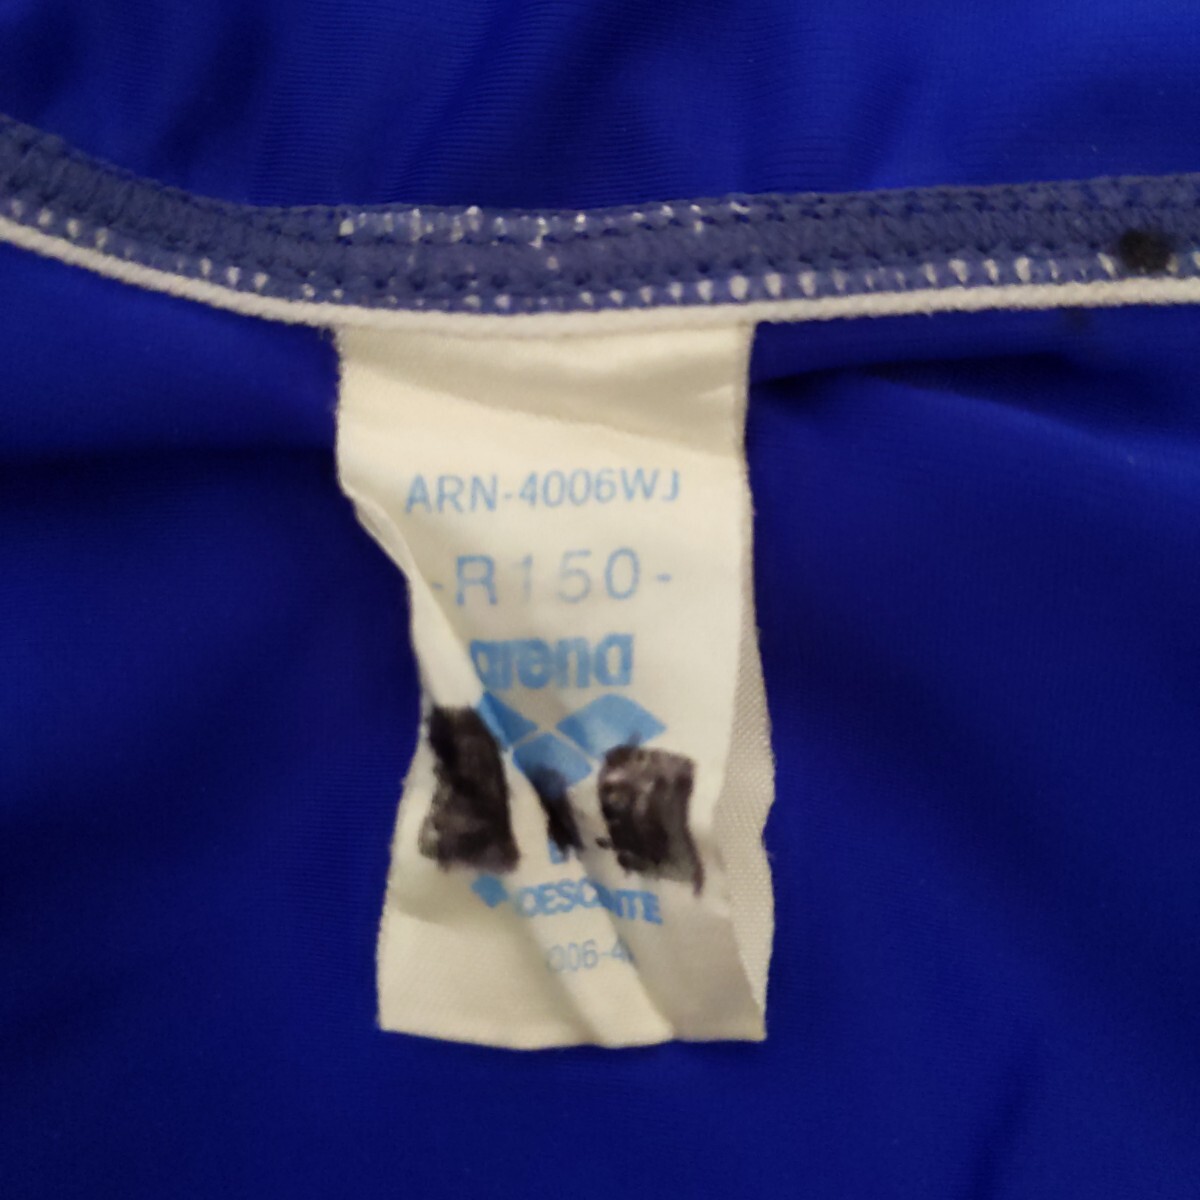 ARN-4006WJ
-R150-
arena
DESCENTE